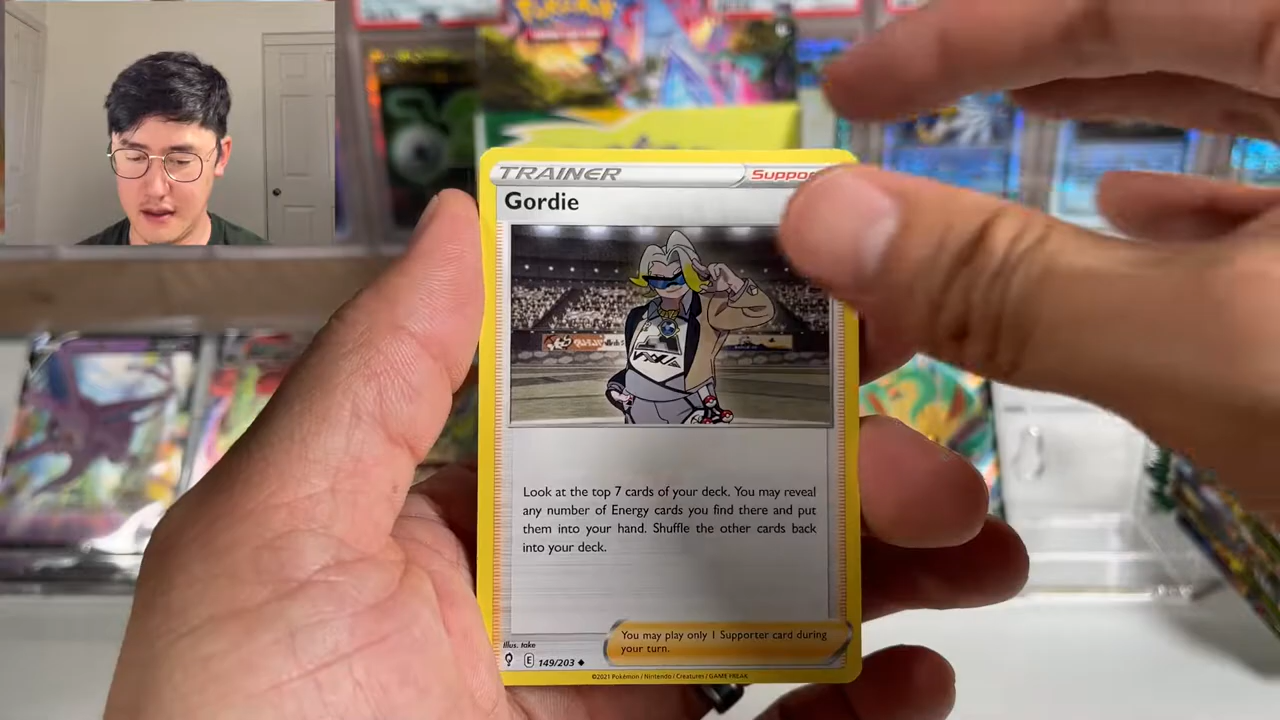 Pokémon
TRAINER
Gordie
Look at the top 7 cards of your deck. You may reveal
any number of Energy cards you find there and put
them into your hand. Shuffle the other cards back
into your deck.
You may play only 1 Supporter card during
your turn.
Illus. take
E 149/203
©2021 Pokémon / Nintendo / Creatures / GAME FREAK